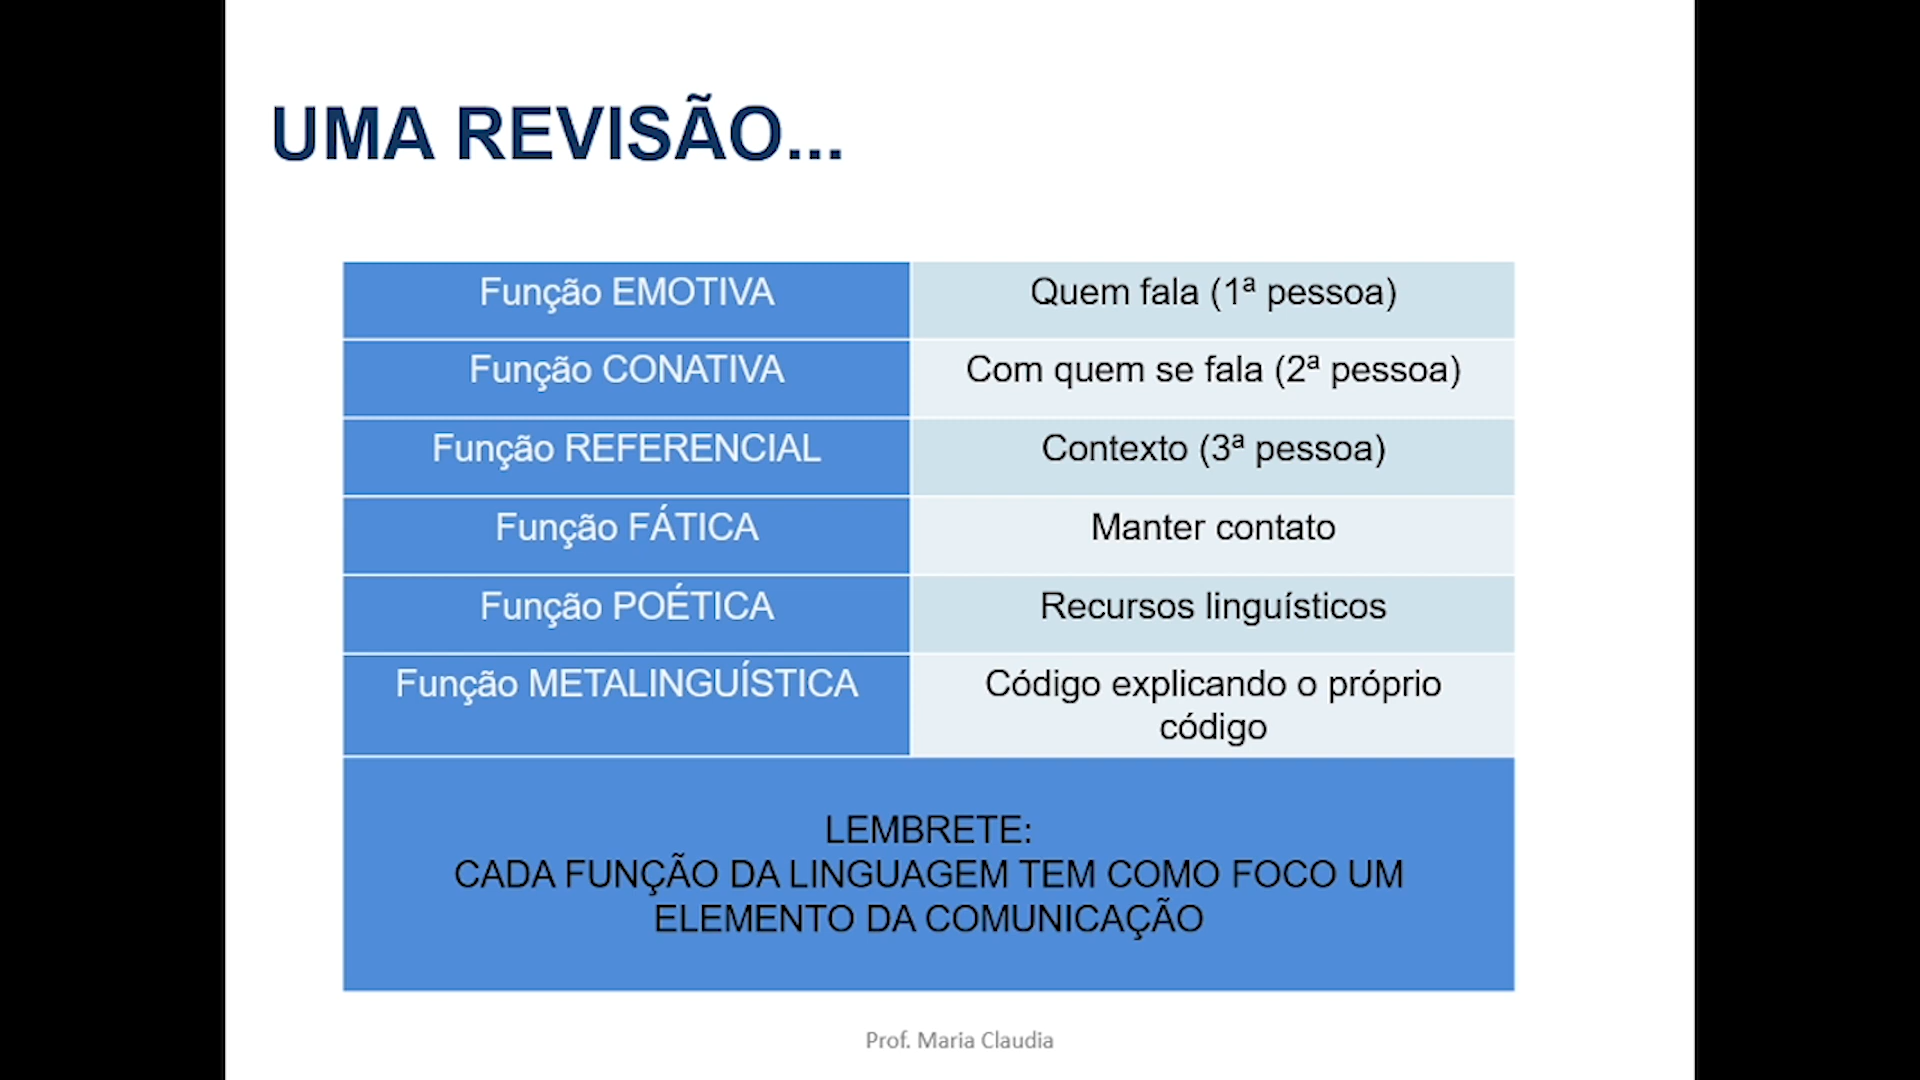 UMA REVISÃO...
Função EMOTIVA
Quem fala (1ª pessoa)
Função CONATIVA
Com quem se fala (2ª pessoa)
Função REFERENCIAL
Contexto (3ª pessoa)
Função FÁTICA
Manter contato
Função POÉTICA
Recursos linguísticos
Função METALINGUÍSTICA
Código explicando o próprio
código
LEMBRETE:
CADA FUNÇÃO DA LINGUAGEM TEM COMO FOCO UM
ELEMENTO DA COMUNICAÇÃO
Prof. Maria Claudia